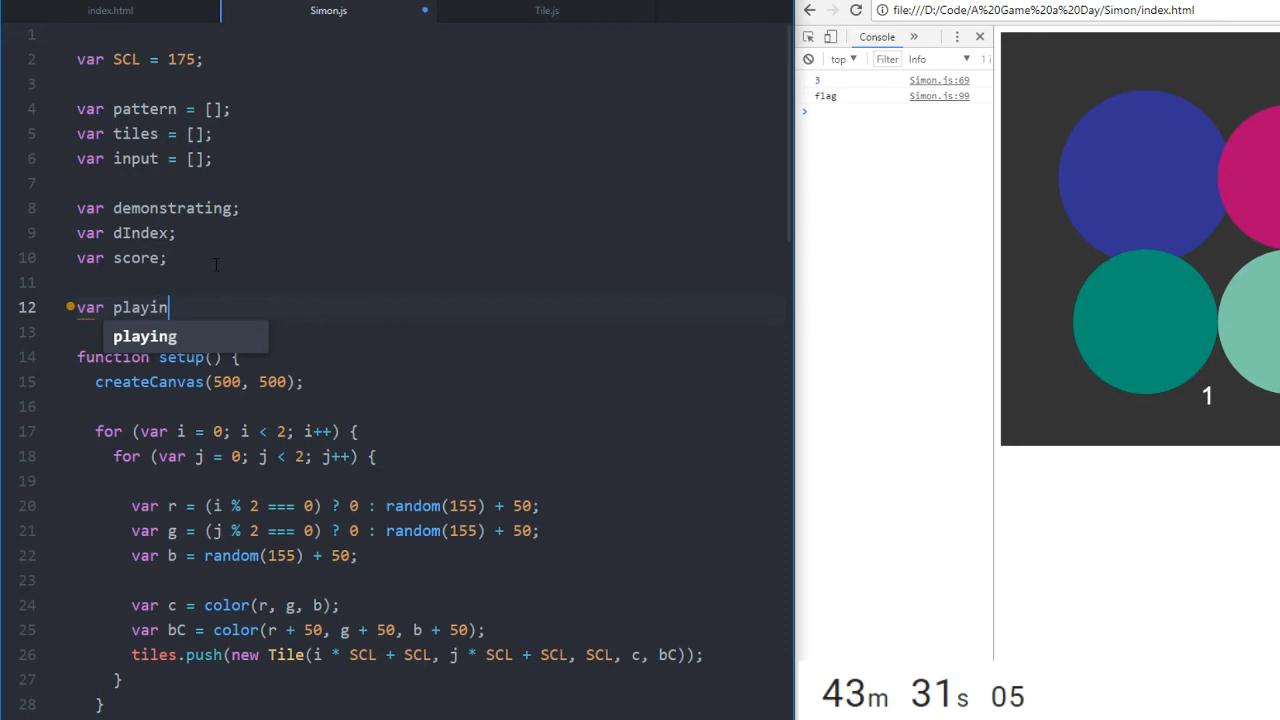 index.html
Simon.js
Tile.js
1
2 var SCL = 175;
3
4 var pattern = [];
5 var tiles = [];
6 var input = [];
7
8 var demonstrating;
9 var dIndex;
10 var score;
11
12 var playin
13 playing
14 function setup() {
15 createCanvas(500, 500);
16
17 for (var i = 0; i < 2; i++) {
18 for (var j = 0; j < 2; j++) {
19
20 var r = (i % 2 === 0) ? 0 : random(155) + 50;
21 var g = (j % 2 === 0) ? 0 : random(155) + 50;
22 var b = random(155) + 50;
23
24 var c = color(r, g, b);
25 var bC = color(r + 50, g + 50, b + 50);
26 tiles.push(new Tile(i * SCL + SCL, j * SCL + SCL, SCL, c, bC));
27 }
28 }
file:///D:/Code/A%20Game%20a%20Day/Simon/index.html
Console »
top ▼ Filter Info ▼ 1 i
3 Simon.js:69
flag Simon.js:99
>
1
43m 31s 05